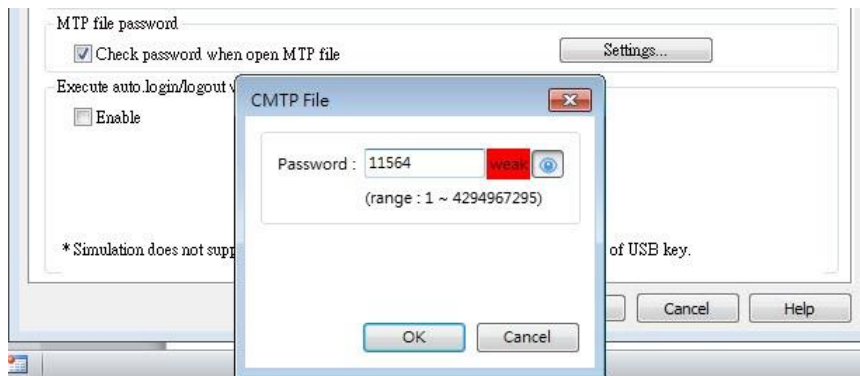 MTP file password
Check password when open MTP file
Settings...
Execute auto.login/logout
Enable
CMTP File
Password : 11564 weak
(range : 1 ~ 4294967295)
* Simulation does not
of USB key.
OK Cancel
Cancel Help